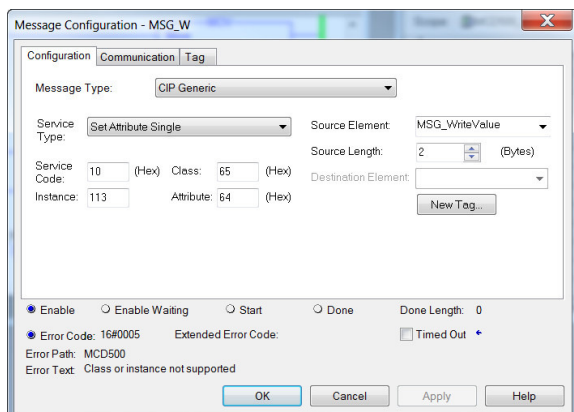 Message Configuration - MSG_W
X
Configuration Communication Tag
Message Type: CIP Generic
Service Type: Set Attribute Single
Source Element: MSG_WriteValue
Source Length: 2 (Bytes)
Service Code: 10 (Hex) Class: 65 (Hex)
Destination Element:
Instance: 113 Attribute: 64 (Hex)
New Tag...
Enable Enable Waiting Start Done Done Length: 0
Error Code: 16#0005 Extended Error Code: Timed Out
Error Path: MCD500
Error Text: Class or instance not supported
OK Cancel Apply Help